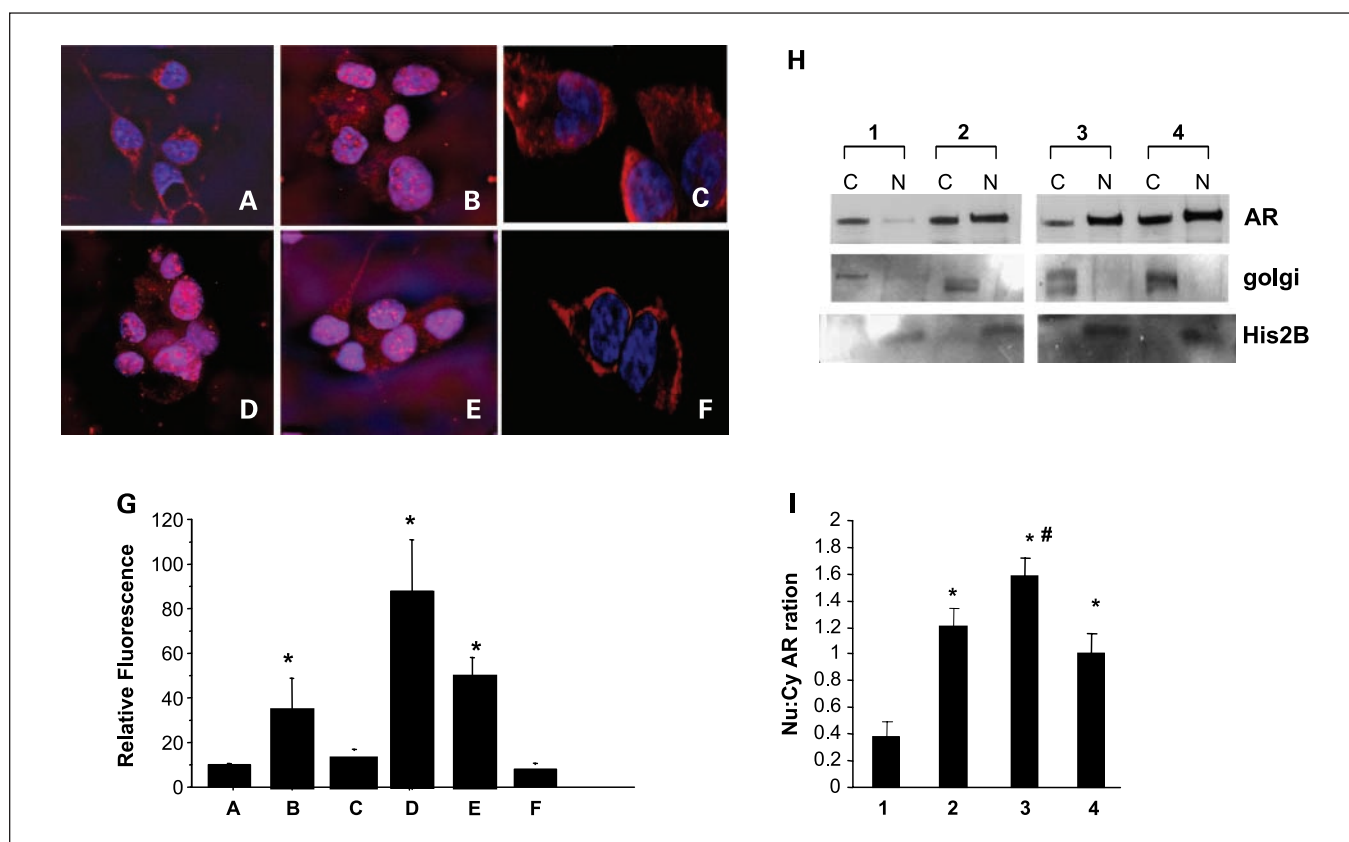 A
B
C
D
E
F
H
1 2 3 4
C N C N C N C N
AR
golgi
His2B
G
Relative Fluorescence
120
100
80
60
40
20
0
* * *
A B C D E F
I
Nu:Cy AR ration
2
1.8
1.6
1.4
1.2
1
0.8
0.6
0.4
0.2
0
* * # *
1 2 3 4